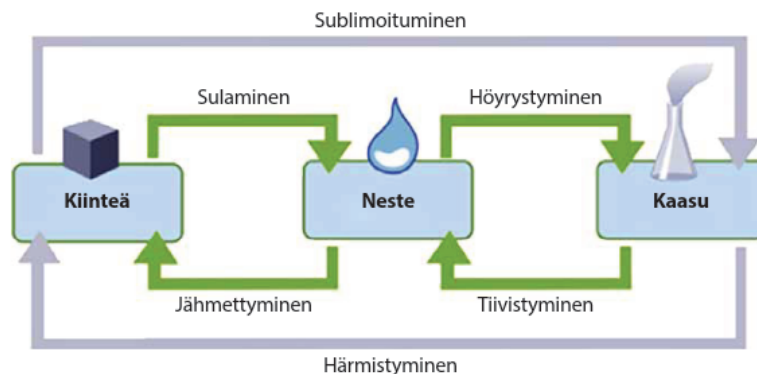 Sublimoituminen
Sulaminen
Höyrystyminen
Kiinteä
Neste
Kaasu
Jähmettyminen
Tiivistyminen
Härmistyminen